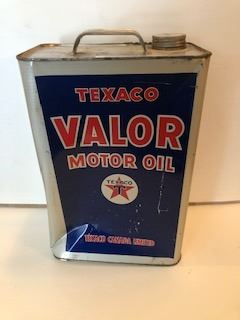 TEXACO
VALOR
MOTOR OIL
TEXACO
T
TEXACO CANADA LIMITED